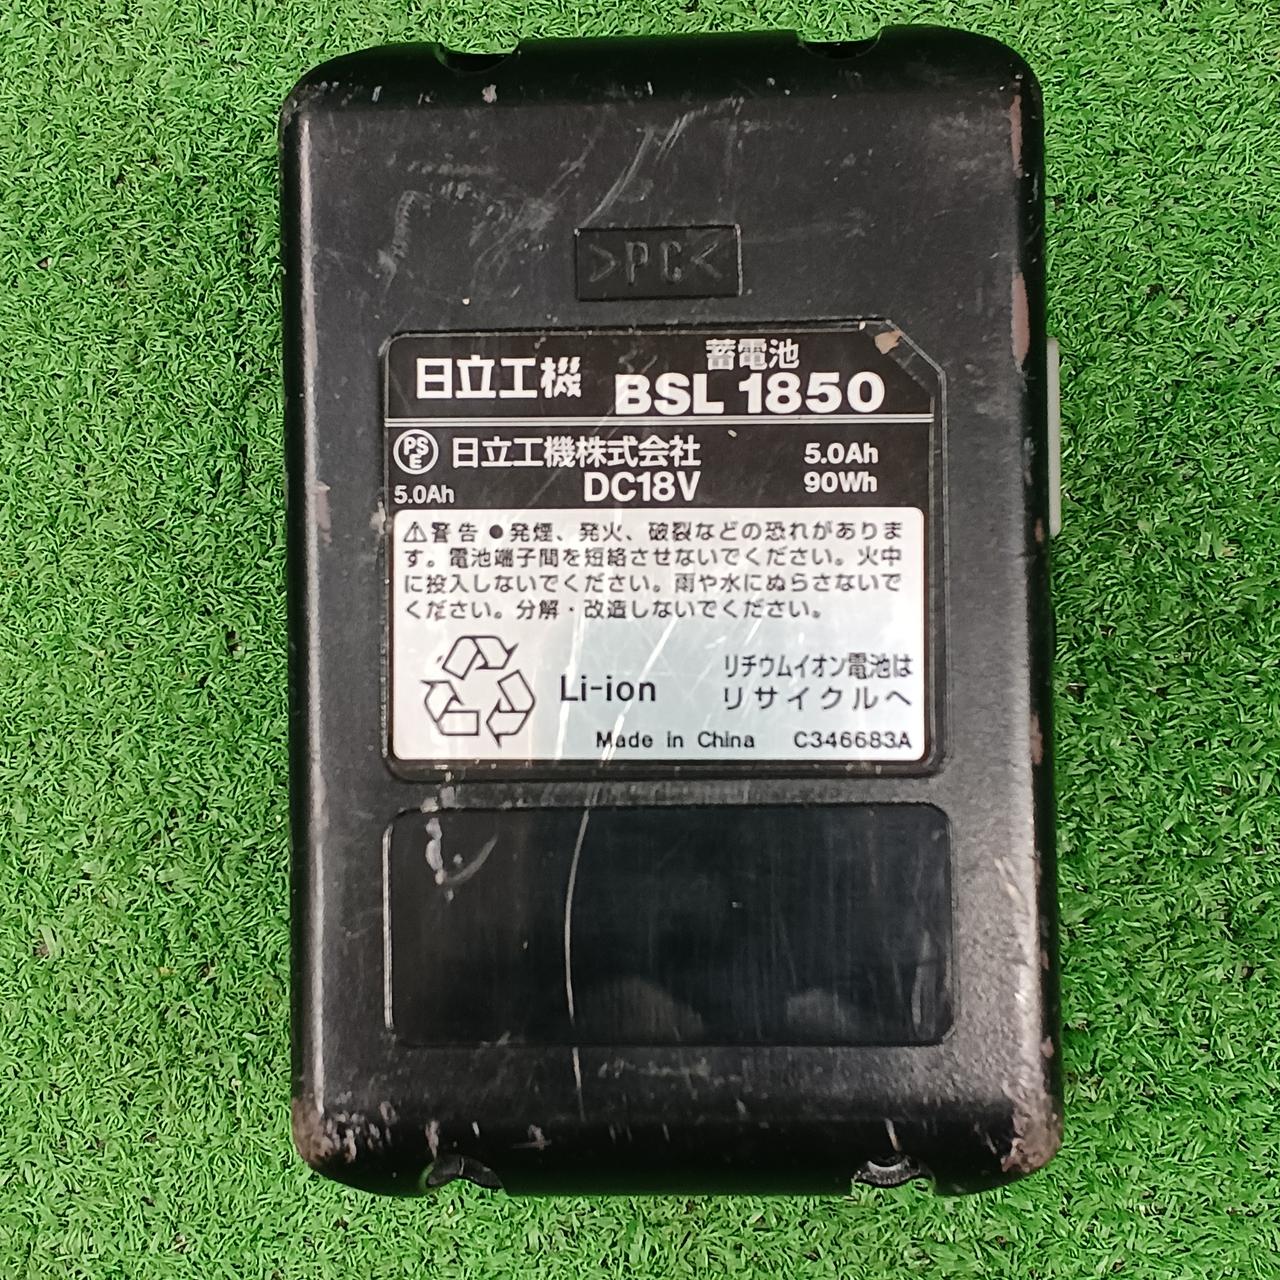 >PC<
蓄電池
日立工機 BSL 1850
PSE 日立工機株式会社 5.0Ah
5.0Ah DC18V 90Wh
⚠警告 ●発煙、発火、破裂などの恐れがありま
す。電池端子間を短絡させないでください。火中
に投入しないでください。雨や水にぬらさないで
ください。分解・改造しないでください。
リチウムイオン電池は
Li-ion リサイクルへ
Made in China C346683A